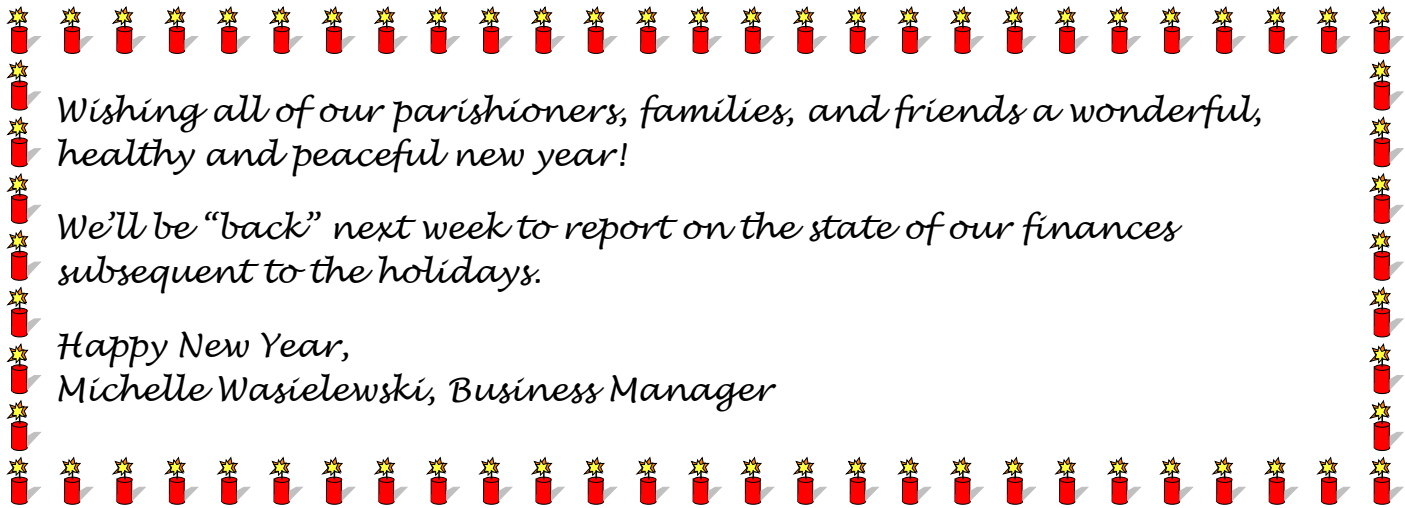 Wishing all of our parishioners, families, and friends a wonderful,
healthy and peaceful new year!
We’ll be “back” next week to report on the state of our finances
subsequent to the holidays.
Happy New Year,
Michelle Wasielewski, Business Manager